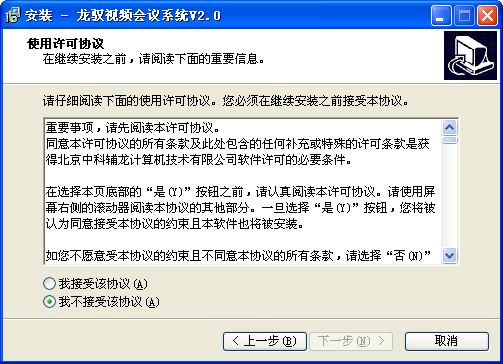 安装 - 龙驭视频会议系统V2.0
使用许可协议
在继续安装之前,请阅读下面的重要信息。
请仔细阅读下面的使用许可协议。您必须在继续安装之前接受本协议。
重要事项,请先阅读本许可协议。
同意本许可协议的所有条款及此处包含的任何补充或特殊的许可条款是获
得北京中科辅龙计算机技术有限公司软件许可的必要条件。
在选择本页底部的“是(Y)”按钮之前,请认真阅读本许可协议。请使用屏
幕右侧的滚动器阅读本协议的其他部分。一旦选择“是(Y)”按钮,您将被
认为同意接受本协议的约束且本软件也将被安装。
如您不愿意受本协议的约束且不同意本协议的所有条款,请选择“否(N)”
我接受该协议(A)
我不接受该协议(A)
< 上一步(B)
下一步(N) >
取消